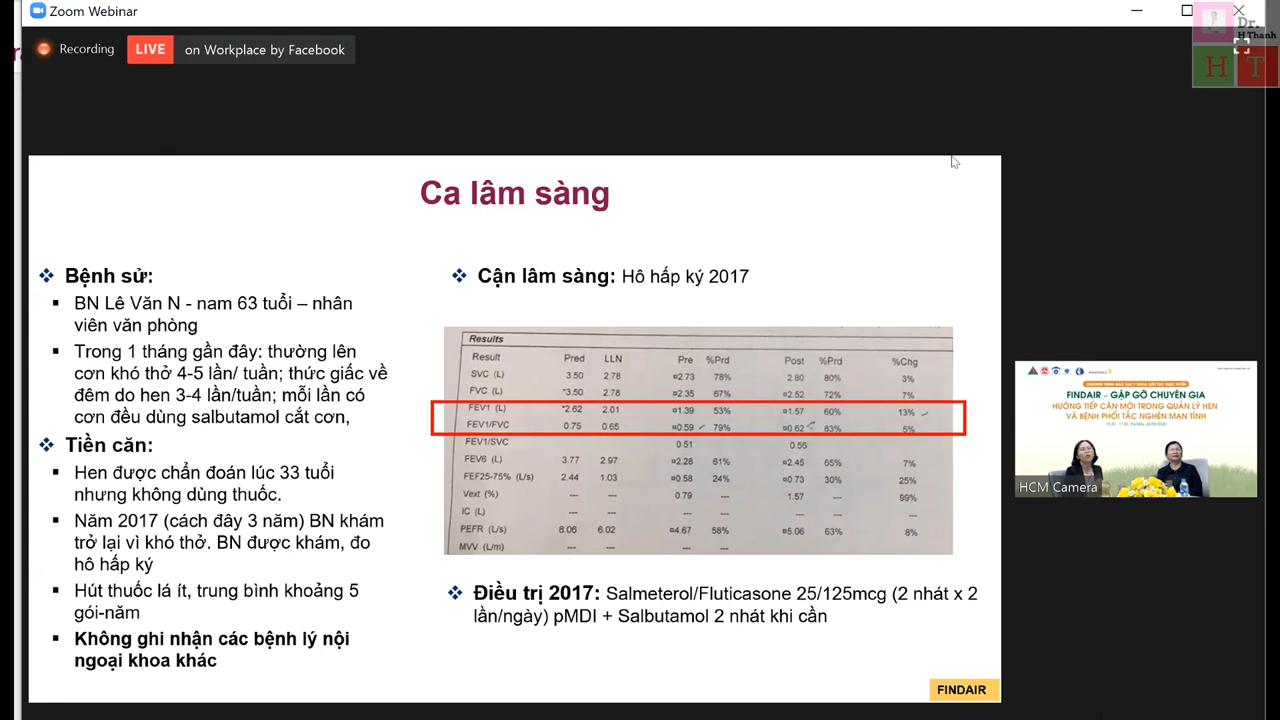 Zoom Webinar
Recording
LIVE
on Workplace by Facebook
Dr.
H Thanh
H T
Ca lâm sàng
Bệnh sử:
BN Lê Văn N - nam 63 tuổi – nhân
viên văn phòng
Trong 1 tháng gần đây: thường lên
cơn khó thở 4-5 lần/ tuần; thức giấc về
đêm do hen 3-4 lần/tuần; mỗi lần có
cơn đều dùng salbutamol cắt cơn,
Tiền căn:
Hen được chẩn đoán lúc 33 tuổi
nhưng không dùng thuốc.
Năm 2017 (cách đây 3 năm) BN khám
trở lại vì khó thở. BN được khám, đo
hô hấp ký
Hút thuốc lá ít, trung bình khoảng 5
gói-năm
Không ghi nhận các bệnh lý nội
ngoại khoa khác
Cận lâm sàng: Hô hấp ký 2017
Results
Result Pred LLN Pre %Prd Post %Prd %Chg
SVC (L) 3.50 2.78 ¤2.73 78% 2.80 80% 3%
FVC (L) *3.50 2.78 ¤2.35 67% ¤2.52 72% 7%
FEV1 (L) *2.62 2.01 ¤1.39 53% ¤1.57 60% 13%
FEV1/FVC 0.75 0.65 ¤0.59 79% ¤0.62 83% 5%
FEV1/SVC 0.51 0.56
FEV6 (L) 3.77 2.97 ¤2.28 61% ¤2.45 65% 7%
FEF25-75% (L/s) 2.44 1.03 ¤0.58 24% ¤0.73 30% 25%
Vext (%) --- --- 0.79 --- 1.57 --- 99%
IC (L) --- --- --- --- --- --- ---
PEFR (L/s) 8.06 6.02 ¤4.67 58% ¤5.06 63% 8%
MVV (L/m) --- --- --- ---
Điều trị 2017: Salmeterol/Fluticasone 25/125mcg (2 nhát x 2
lần/ngày) pMDI + Salbutamol 2 nhát khi cần
FINDAIR
FINDAIR – GẶP GỠ CHUYÊN GIA
HƯỚNG TIẾP CẬN MỚI TRONG QUẢN LÝ HEN
VÀ BỆNH PHỔI TẮC NGHẼN MẠN TÍNH
HCM Camera